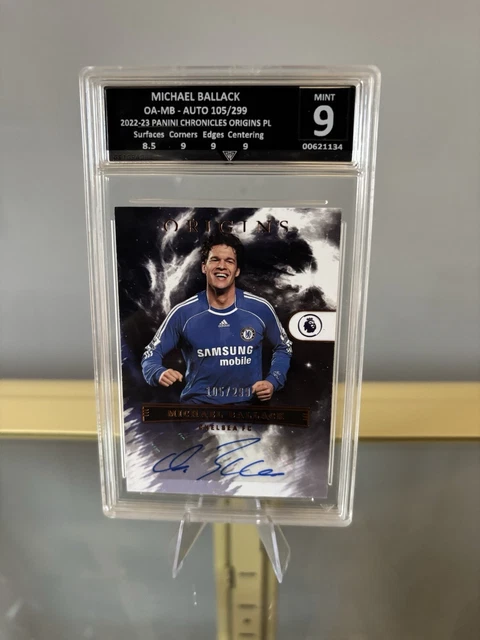 MICHAEL BALLACK
OA-MB - AUTO 105/299
2022-23 PANINI CHRONICLES ORIGINS PL
Surfaces Corners Edges Centering
8.5 9 9 9
MINT
9
00621134
ORIGINS
SAMSUNG
mobile
105/299
MICHAEL BALLACK
CHELSEA FC